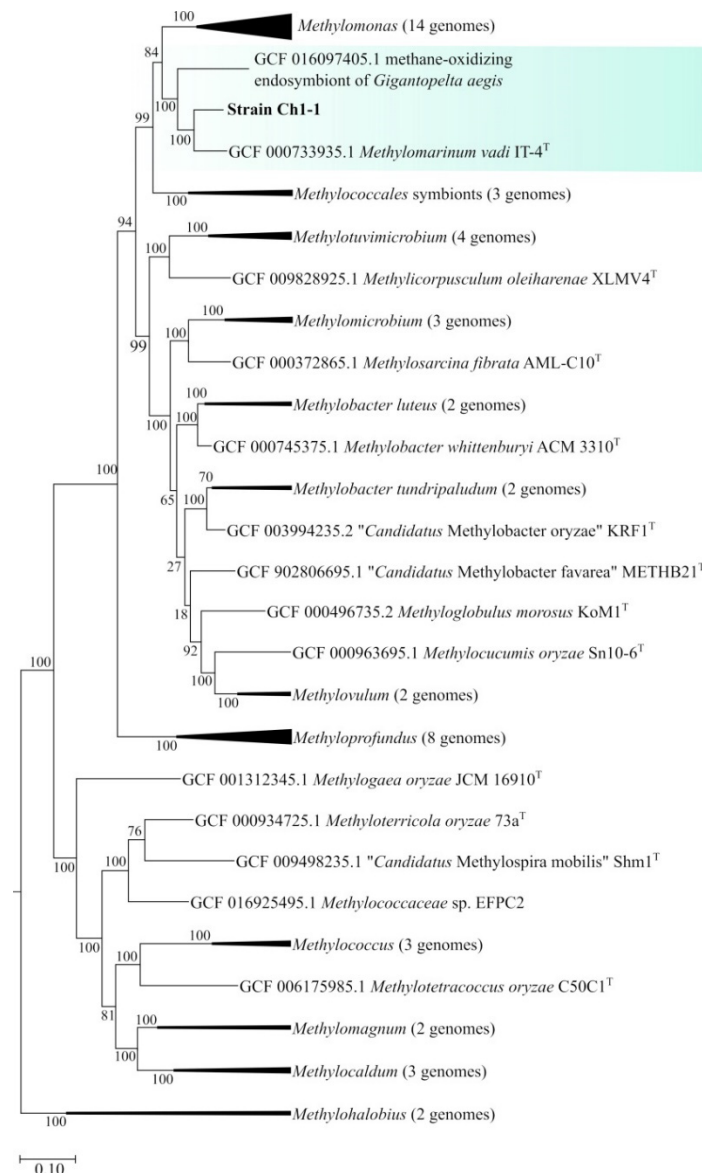 100
Methylomonas (14 genomes)
84
GCF 016097405.1 methane-oxidizing
endosymbiont of Gigantopelta aegis
100
Strain Ch1-1
99
100
GCF 000733935.1 Methylomarinum vadi IT-4T
100
Methylococcales symbionts (3 genomes)
94
100
Methylotuvimicrobium (4 genomes)
100
GCF 009828925.1 Methylicorpusculum oleiharenae XLMV4T
99
100
Methylomicrobium (3 genomes)
100
GCF 000372865.1 Methylosarcina fibrata AML-C10T
100
100
Methylobacter luteus (2 genomes)
100
GCF 000745375.1 Methylobacter whittenburyi ACM 3310T
100
65
70
Methylobacter tundripaludum (2 genomes)
100
GCF 003994235.2 "Candidatus Methylobacter oryzae" KRF1T
27
GCF 902806695.1 "Candidatus Methylobacter favarea" METHB21T
18
GCF 000496735.2 Methyloglobulus morosus KoM1T
92
GCF 000963695.1 Methylocucumis oryzae Sn10-6T
100
100
Methylovulum (2 genomes)
100
100
Methyloprofundus (8 genomes)
GCF 001312345.1 Methylogaea oryzae JCM 16910T
100
GCF 000934725.1 Methyloterricola oryzae 73aT
76
100
GCF 009498235.1 "Candidatus Methylospira mobilis" Shm1T
GCF 016925495.1 Methylococcaceae sp. EFPC2
100
100
Methylococcus (3 genomes)
100
GCF 006175985.1 Methylotetracoccus oryzae C50C1T
81
100
Methylomagnum (2 genomes)
100
100
Methylocaldum (3 genomes)
100
Methylohalobius (2 genomes)
0.10